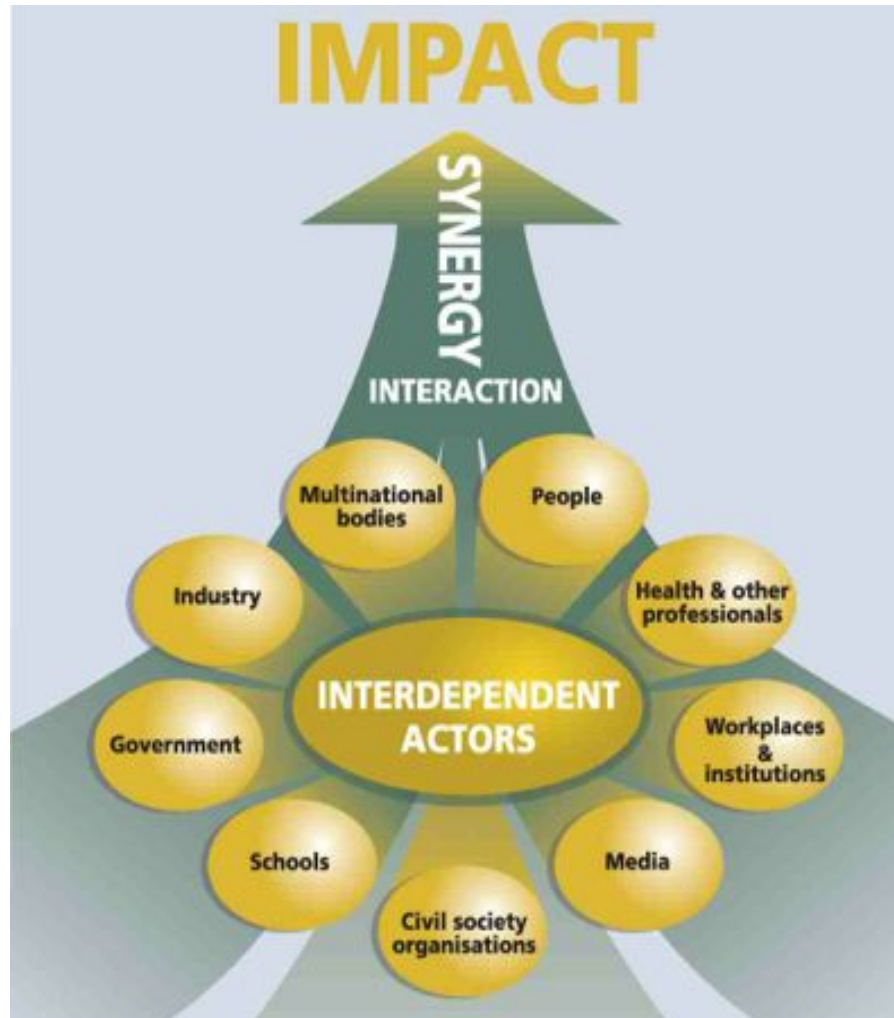 IMPACT
SYNERGY
INTERACTION
Multinational
bodies
People
Industry
Health & other
professionals
INTERDEPENDENT
ACTORS
Government
Workplaces
&
institutions
Schools
Media
Civil society
organisations